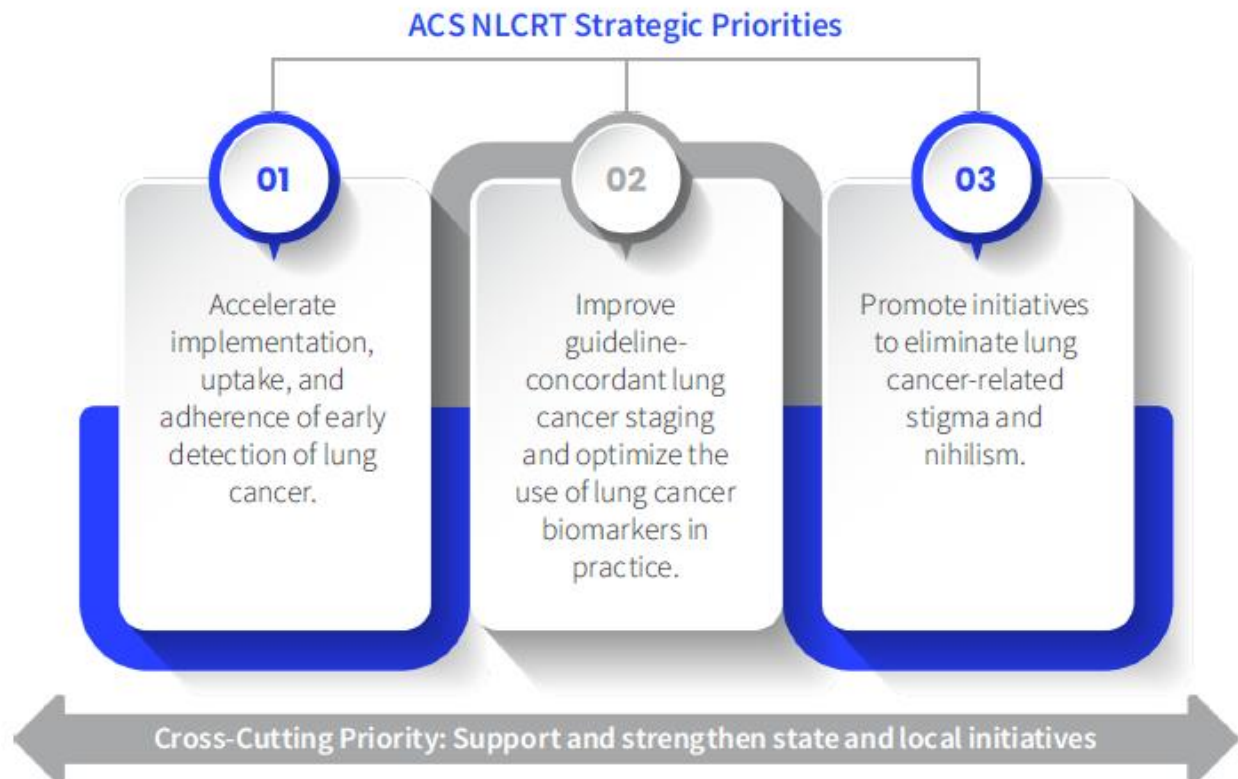 ACS NLCRT Strategic Priorities
01
Accelerate
implementation,
uptake, and
adherence of early
detection of lung
cancer.
02
Improve
guideline-
concordant lung
cancer staging
and optimize the
use of lung cancer
biomarkers in
practice.
03
Promote initiatives
to eliminate lung
cancer-related
stigma and
nihilism.
Cross-Cutting Priority: Support and strengthen state and local initiatives